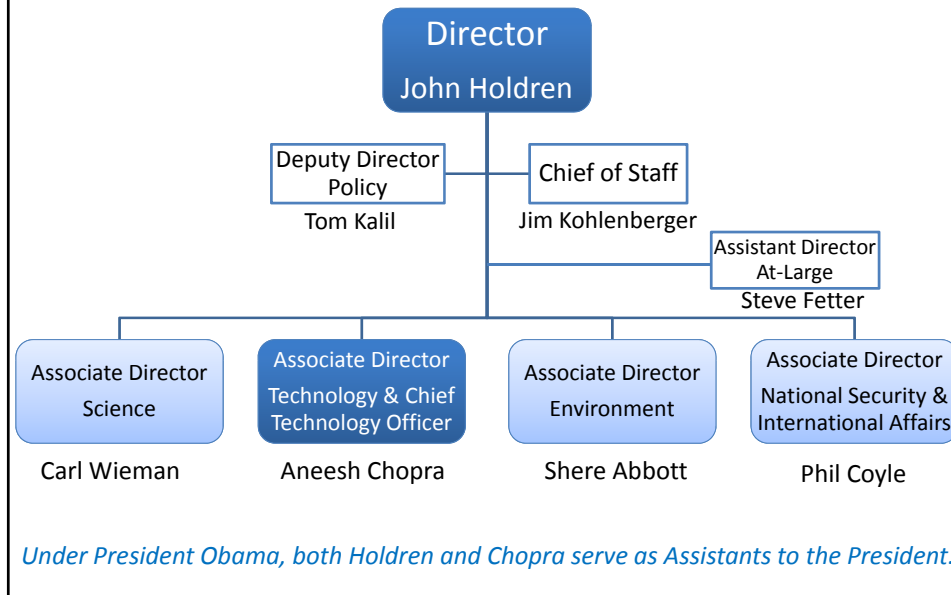 Director
John Holdren
Deputy Director
Policy
Tom Kalil
Chief of Staff
Jim Kohlenberger
Assistant Director
At-Large
Steve Fetter
Associate Director
Science
Carl Wieman
Associate Director
Technology & Chief
Technology Officer
Aneesh Chopra
Associate Director
Environment
Shere Abbott
Associate Director
National Security &
International Affairs
Phil Coyle
Under President Obama, both Holdren and Chopra serve as Assistants to the President.